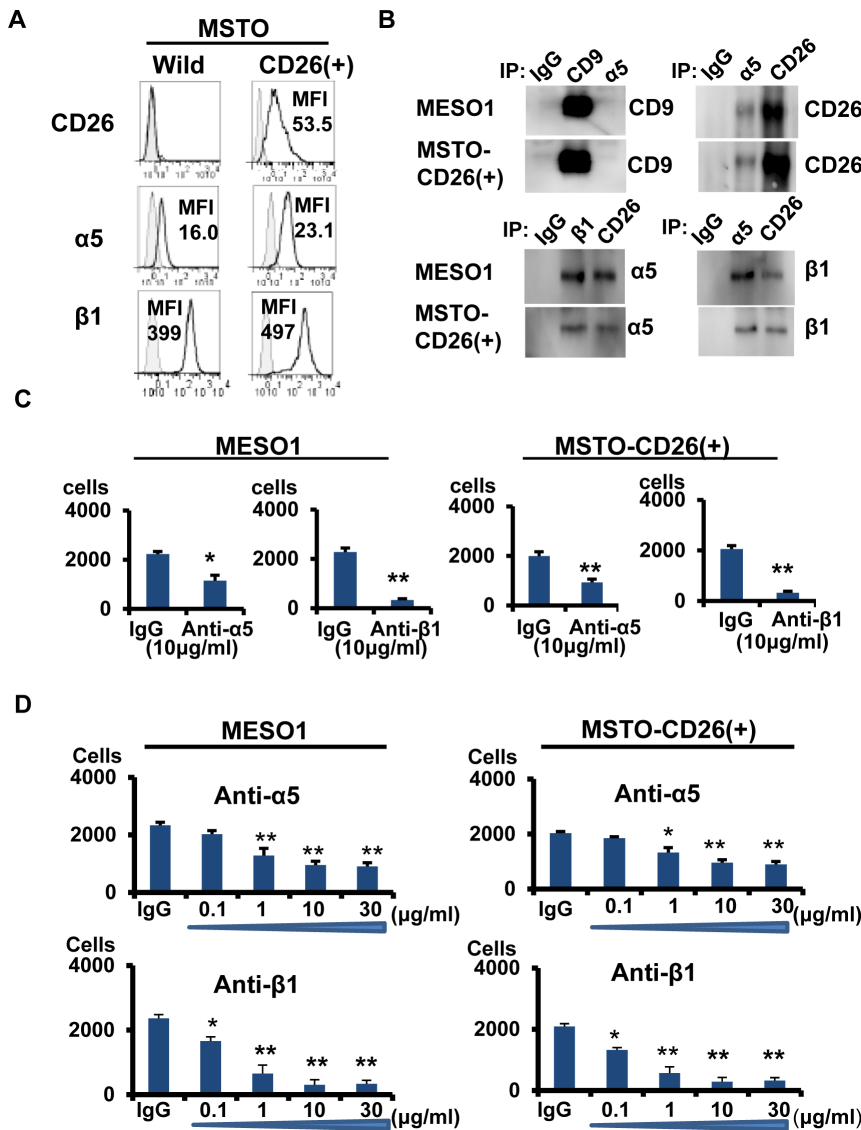 A
MSTO
Wild CD26(+)
CD26
MFI
53.5
α5
MFI
16.0
MFI
23.1
β1
MFI
399
MFI
497
B
IP: IgG CD9 α5
MESO1 CD9
MSTO-
CD26(+) CD9
IP: IgG α5 CD26
CD26
CD26
IP: IgG β1 CD26
MESO1 α5
MSTO-
CD26(+) α5
IP: IgG α5 CD26
β1
β1
C
MESO1
cells
4000
2000
0
*
IgG Anti-α5
(10μg/ml)
cells
4000
2000
0
**
IgG Anti-β1
(10μg/ml)
MSTO-CD26(+)
cells
4000
2000
0
**
IgG Anti-α5
(10μg/ml)
cells
4000
2000
0
**
IgG Anti-β1
(10μg/ml)
D
MESO1
Cells
4000
Anti-α5
2000
** ** **
0
IgG 0.1 1 10 30 (μg/ml)
MSTO-CD26(+)
Cells
4000
Anti-α5
2000
* ** **
0
IgG 0.1 1 10 30 (μg/ml)
Cells
4000
Anti-β1
2000
* ** ** **
0
IgG 0.1 1 10 30 (μg/ml)
Cells
4000
Anti-β1
2000
* ** ** **
0
IgG 0.1 1 10 30 (μg/ml)